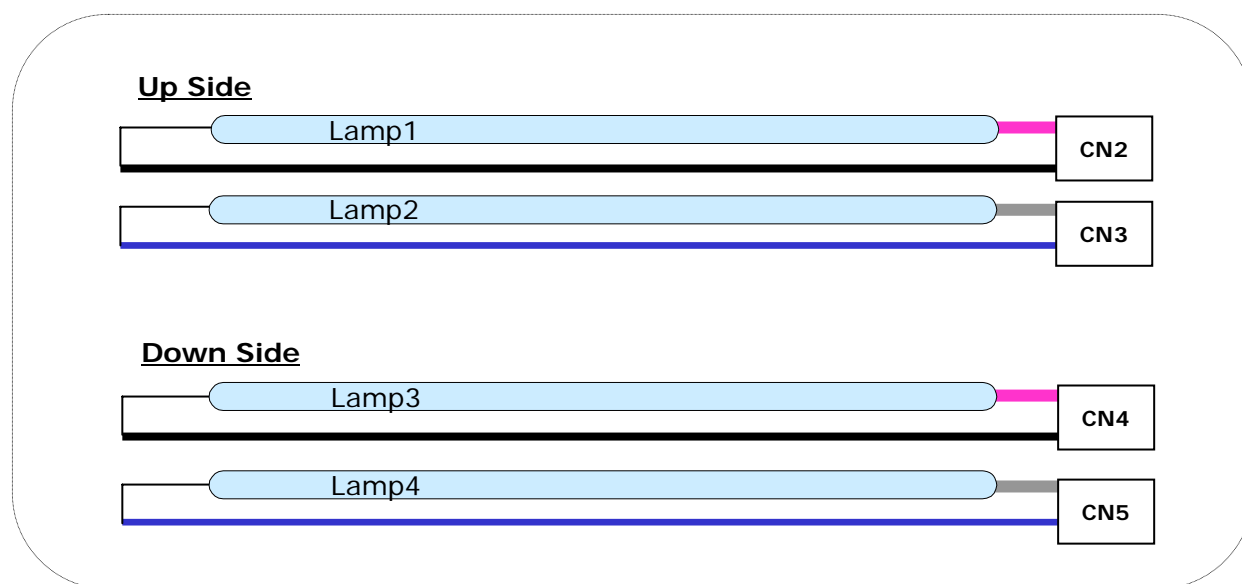 Up Side
Lamp1
CN2
Lamp2
CN3
Down Side
Lamp3
CN4
Lamp4
CN5